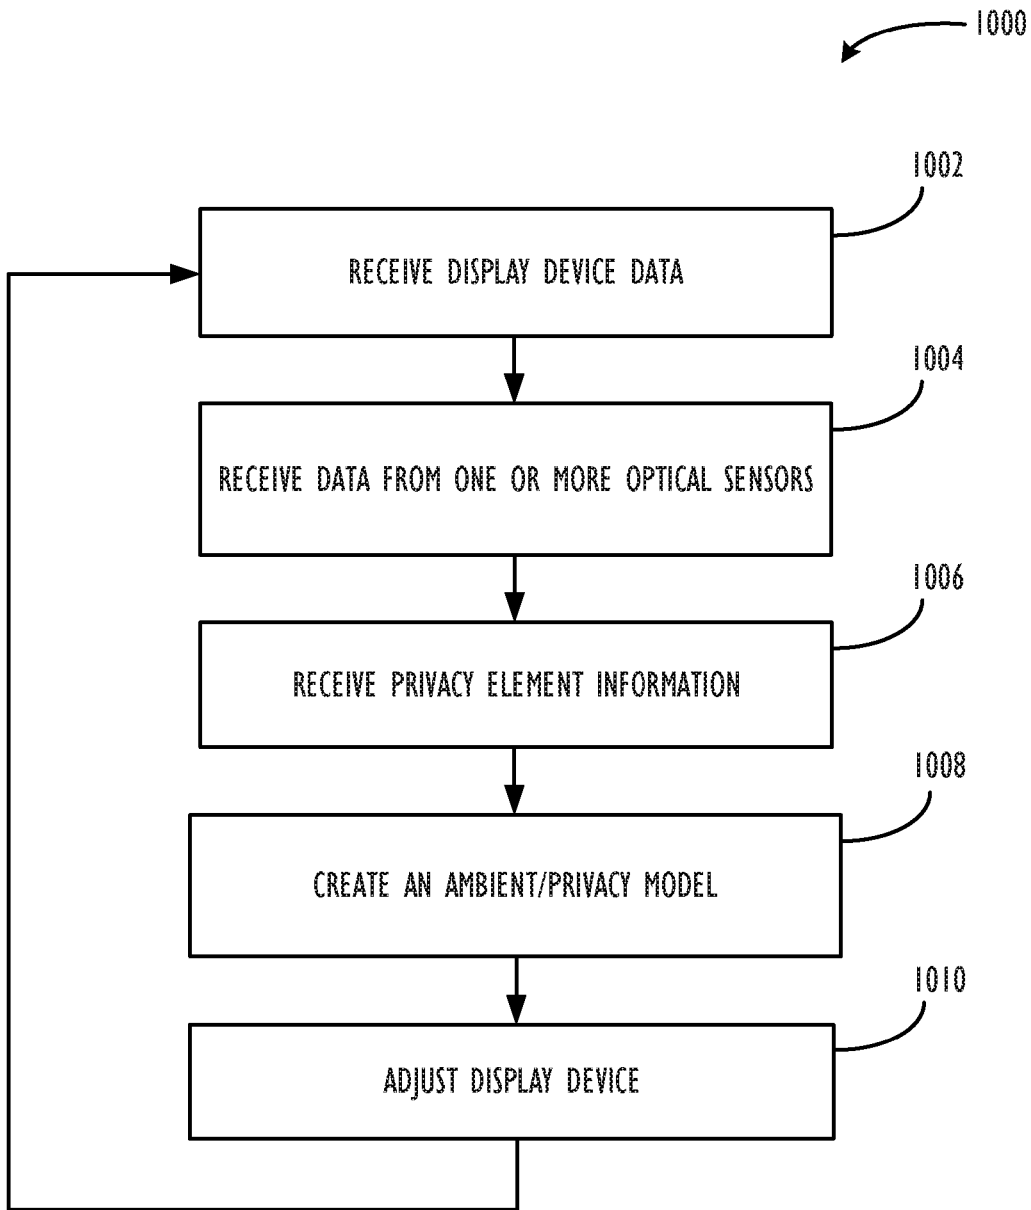 1000
1002
RECEIVE DISPLAY DEVICE DATA
1004
RECEIVE DATA FROM ONE OR MORE OPTICAL SENSORS
1006
RECEIVE PRIVACY ELEMENT INFORMATION
1008
CREATE AN AMBIENT/PRIVACY MODEL
1010
ADJUST DISPLAY DEVICE